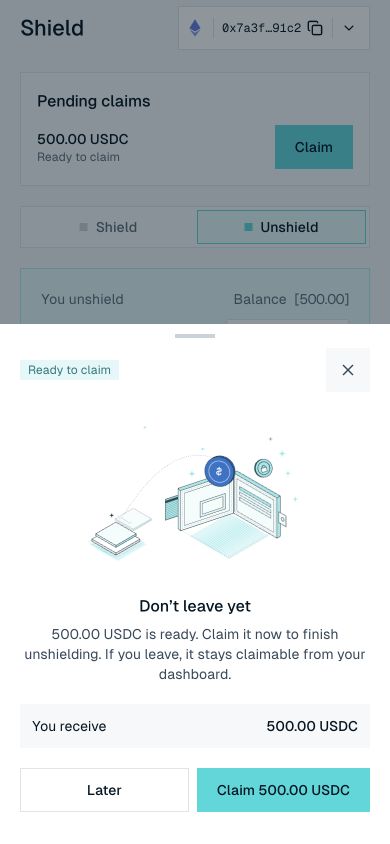 Shield
0x7a3f…91c2
Pending claims
500.00 USDC
Ready to claim
Claim
Shield
Unshield
You unshield
Balance [500.00]
Ready to claim
Don’t leave yet
500.00 USDC is ready. Claim it now to finish
unshielding. If you leave, it stays claimable from your
dashboard.
You receive
500.00 USDC
Later
Claim 500.00 USDC